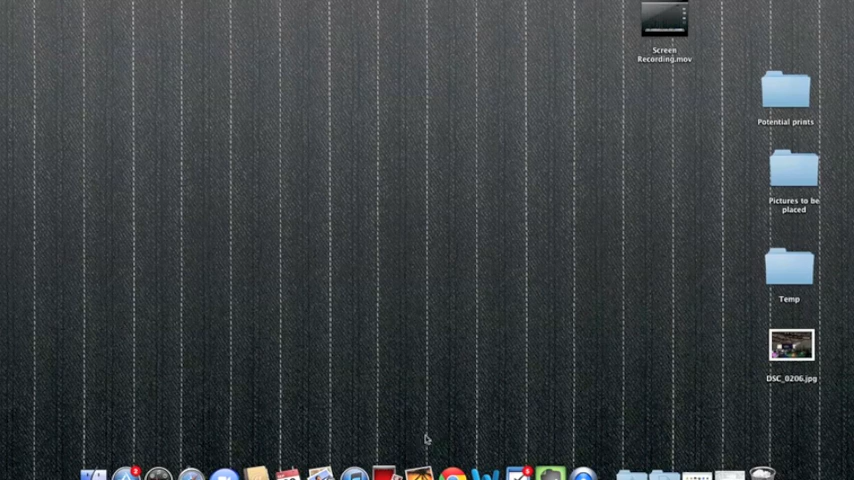 Screen
Recording.mov
Potential prints
Pictures to be
placed
Temp
DSC_0206.jpg